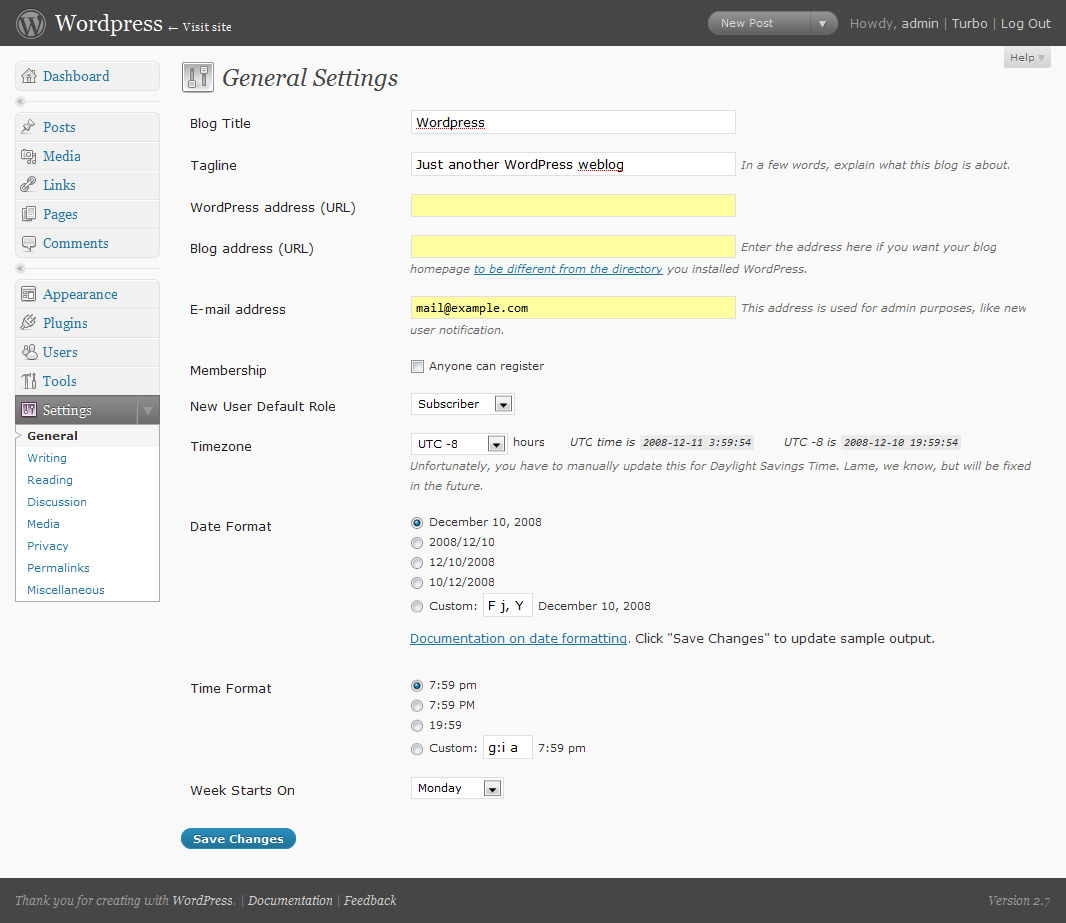 Wordpress ← Visit site
New Post
Howdy, admin | Turbo | Log Out
Help
Dashboard
Posts
Media
Links
Pages
Comments
Appearance
Plugins
Users
Tools
Settings
General
Writing
Reading
Discussion
Media
Privacy
Permalinks
Miscellaneous
General Settings
Blog Title Wordpress
Tagline Just another WordPress weblog In a few words, explain what this blog is about.
WordPress address (URL)
Blog address (URL) Enter the address here if you want your blog
homepage to be different from the directory you installed WordPress.
E-mail address mail@example.com This address is used for admin purposes, like new
user notification.
Membership Anyone can register
New User Default Role Subscriber
Timezone UTC -8 hours UTC time is 2008-12-11 3:59:54 UTC -8 is 2008-12-10 19:59:54
Unfortunately, you have to manually update this for Daylight Savings Time. Lame, we know, but will be fixed
in the future.
Date Format December 10, 2008
2008/12/10
12/10/2008
10/12/2008
Custom: F j, Y December 10, 2008
Documentation on date formatting. Click "Save Changes" to update sample output.
Time Format 7:59 pm
7:59 PM
19:59
Custom: g:i a 7:59 pm
Week Starts On Monday
Save Changes
Thank you for creating with WordPress. | Documentation | Feedback
Version 2.7